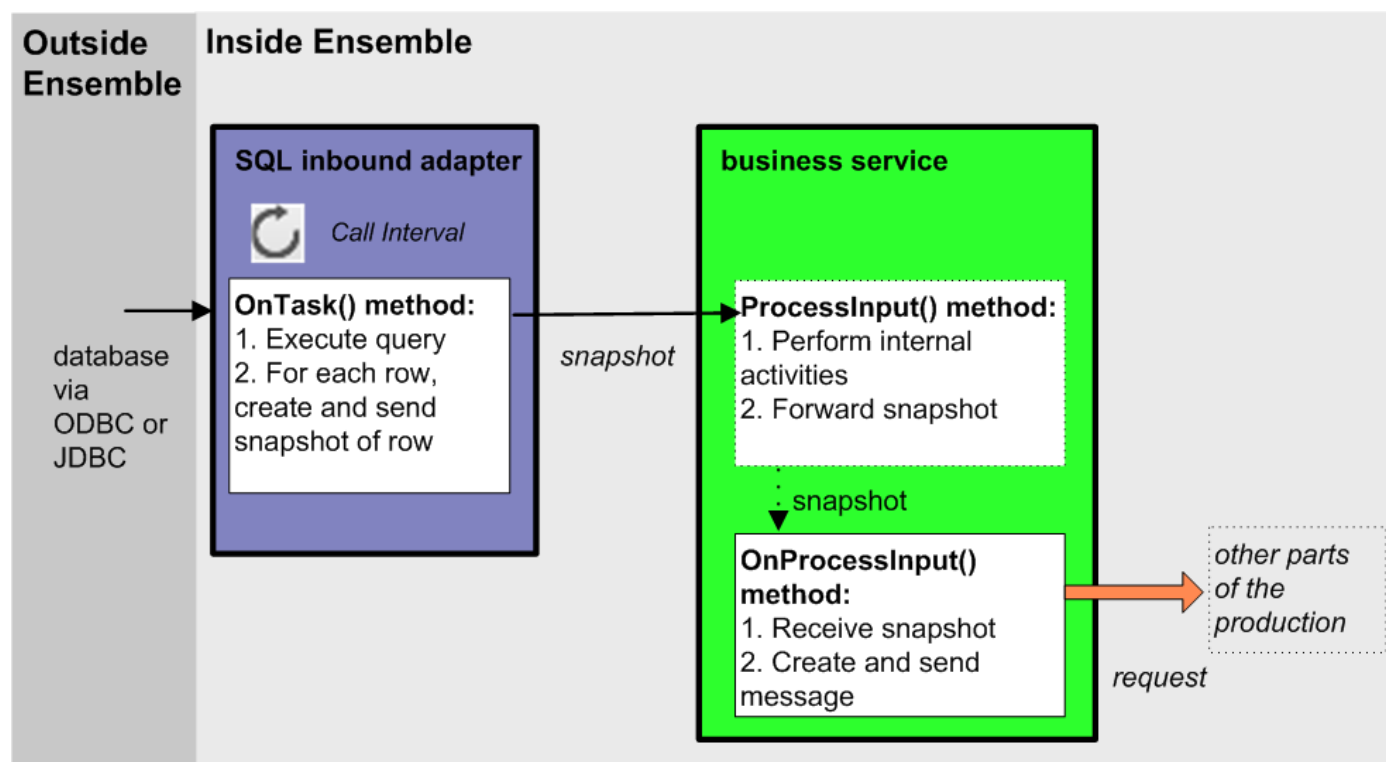 Outside
Ensemble
Inside Ensemble
database
via
ODBC or
JDBC
SQL inbound adapter
Call Interval
OnTask() method:
1. Execute query
2. For each row,
create and send
snapshot of row
snapshot
business service
ProcessInput() method:
1. Perform internal
activities
2. Forward snapshot
snapshot
OnProcessInput()
method:
1. Receive snapshot
2. Create and send
message
request
other parts
of the
production